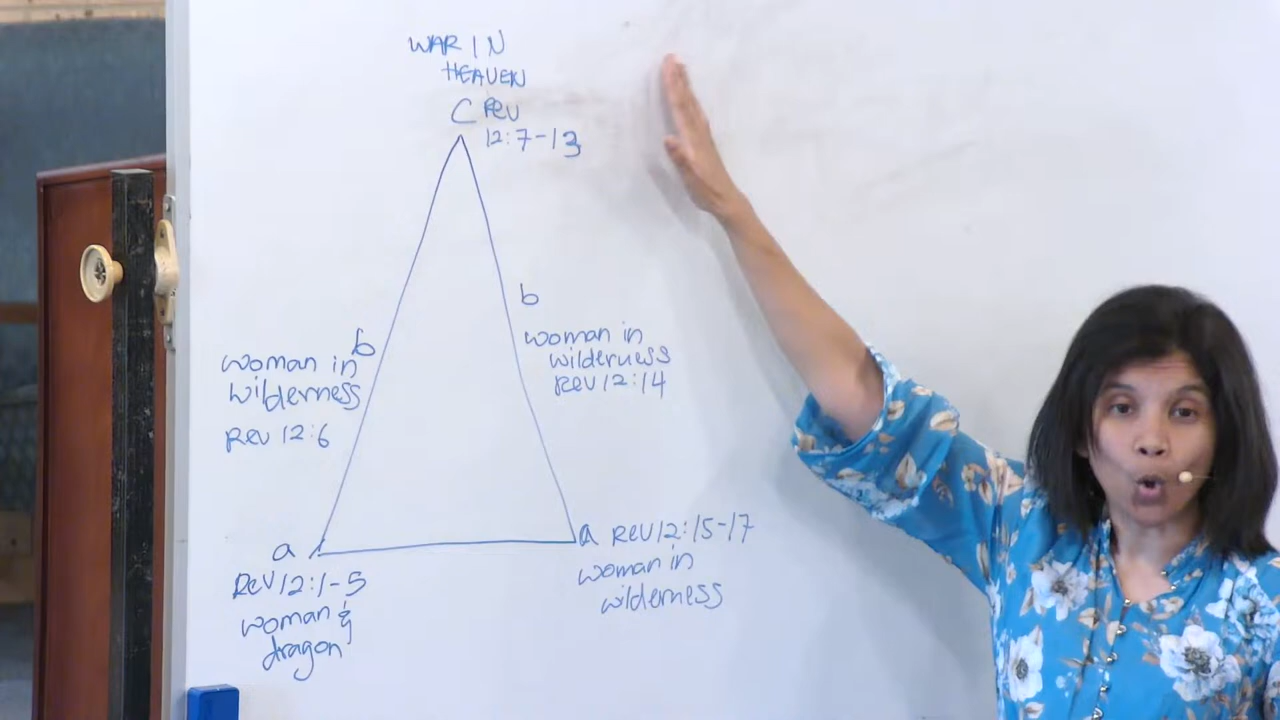 WAR IN
HEAVEN
C Rev
12:7-13
b
woman in
wilderness
Rev 12:14
b
woman in
wilderness
Rev 12:6
a
Rev 12:1-5
woman &
dragon
a Rev 12:15-17
woman in
wilderness